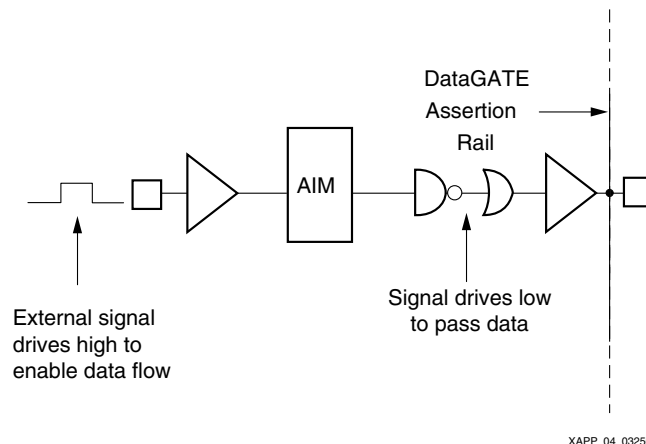 DataGATE
Assertion
Rail
AIM
External signal
drives high to
enable data flow
Signal drives low
to pass data
XAPP_04_0325